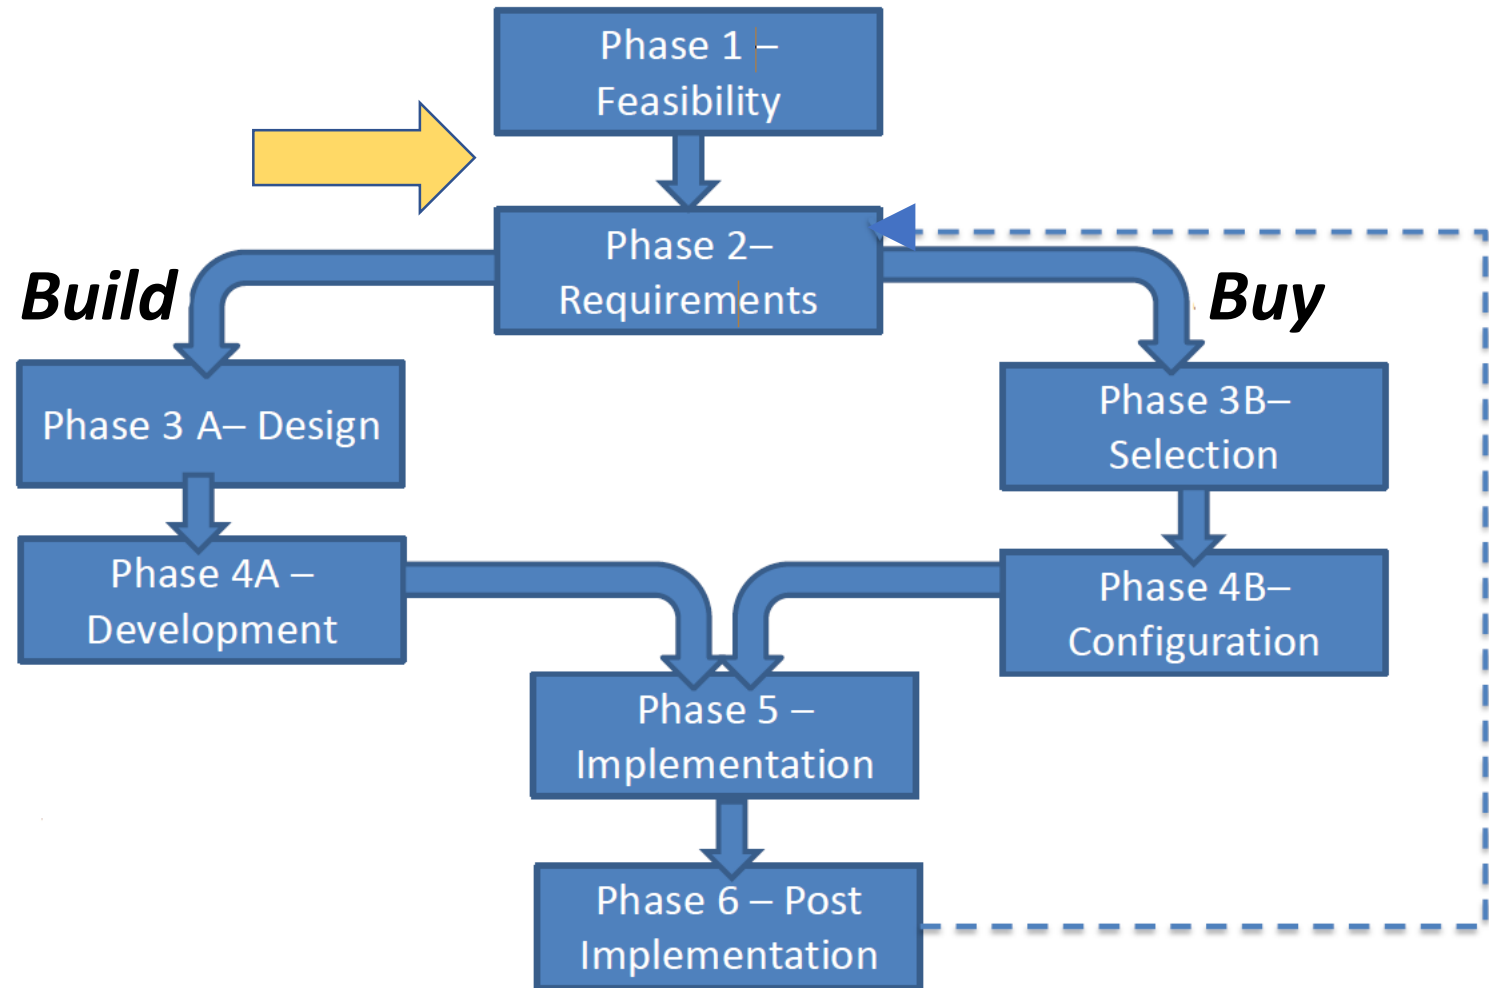 Phase 1 –
Feasibility
Phase 2–
Requirements
Build
Buy
Phase 3 A– Design
Phase 3B–
Selection
Phase 4A –
Development
Phase 4B–
Configuration
Phase 5 –
Implementation
Phase 6 – Post
Implementation